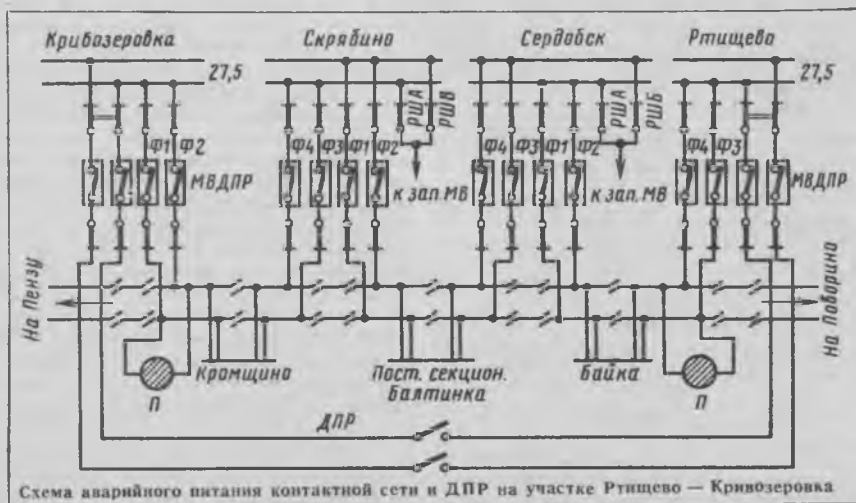 Кривозеровка
Скрябино
Сердобск
Ртищево
27,5
27,5
РША
РШВ
РША
РШБ
Ф1
Ф2
МВДПР
Ф4
Ф3
Ф1
Ф2
к зап. МВ
Ф4
Ф3
Ф1
Ф2
к зап. МВ
Ф4
Ф3
МВДПР
На Пензу
На Поворино
Кромщино
Пост. секцион.
Балтинка
Байка
П
П
ДПР
Схема аварийного питания контактной сети и ДПР на участке Ртищево — Кривозеровка